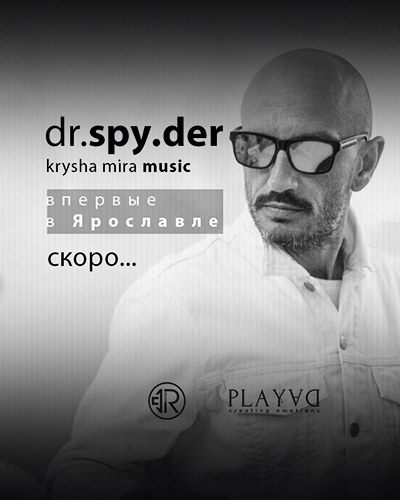 dr.spy.der
krysha mira music
впервые
в Ярославле
скоро...
PLAYAD
creating emotions